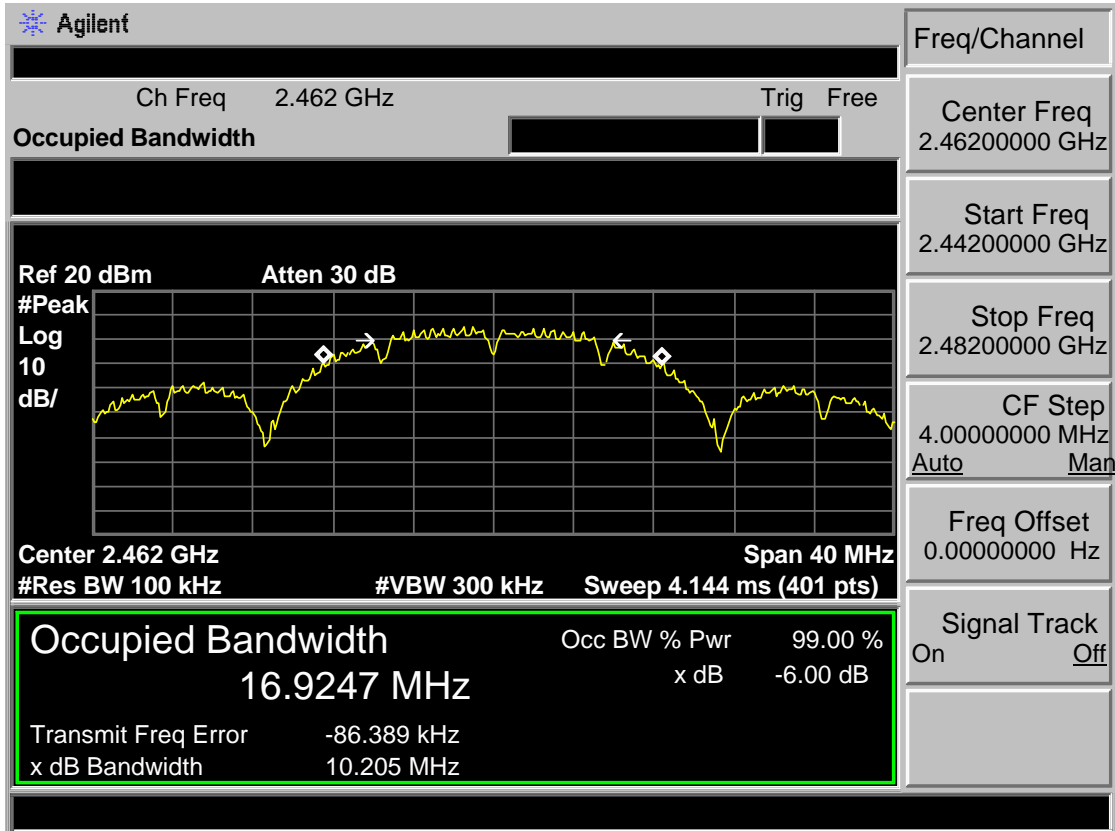 Agilent
Freq/Channel
Ch Freq 2.462 GHz Trig Free
Occupied Bandwidth
Center Freq
2.46200000 GHz
Start Freq
2.44200000 GHz
Stop Freq
2.48200000 GHz
CF Step
4.00000000 MHz
Auto Man
Freq Offset
0.00000000 Hz
Signal Track
On Off
Ref 20 dBm Atten 30 dB
#Peak
Log
10
dB/
Center 2.462 GHz Span 40 MHz
#Res BW 100 kHz #VBW 300 kHz Sweep 4.144 ms (401 pts)
Occupied Bandwidth
16.9247 MHz
Occ BW % Pwr 99.00 %
x dB -6.00 dB
Transmit Freq Error -86.389 kHz
x dB Bandwidth 10.205 MHz